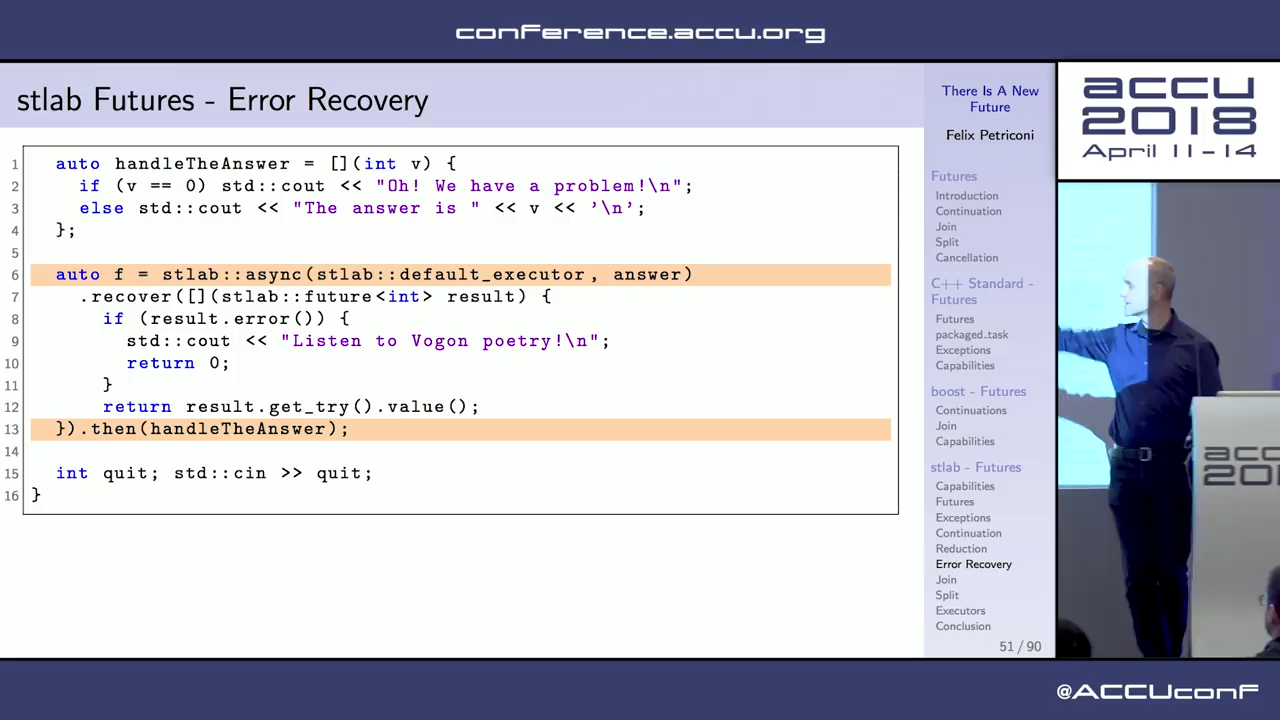 conference.accu.org
stlab Futures - Error Recovery
1 auto handleTheAnswer = [](int v) {
2 if (v == 0) std::cout << "Oh! We have a problem!\n";
3 else std::cout << "The answer is " << v << '\n';
4 };
5
6 auto f = stlab::async(stlab::default_executor, answer)
7 .recover([](stlab::future<int> result) {
8 if (result.error()) {
9 std::cout << "Listen to Vogon poetry!\n";
10 return 0;
11 }
12 return result.get_try().value();
13 }).then(handleTheAnswer);
14
15 int quit; std::cin >> quit;
16 }
There Is A New
Future
Felix Petriconi
Futures
Introduction
Continuation
Join
Split
Cancellation
C++ Standard -
Futures
Futures
packaged_task
Exceptions
Capabilities
boost - Futures
Continuations
Join
Capabilities
stlab - Futures
Capabilities
Futures
Exceptions
Continuation
Reduction
Error Recovery
Join
Split
Executors
Conclusion
51 / 90
accu
2018
April 11-14
2018
@ACCUconf